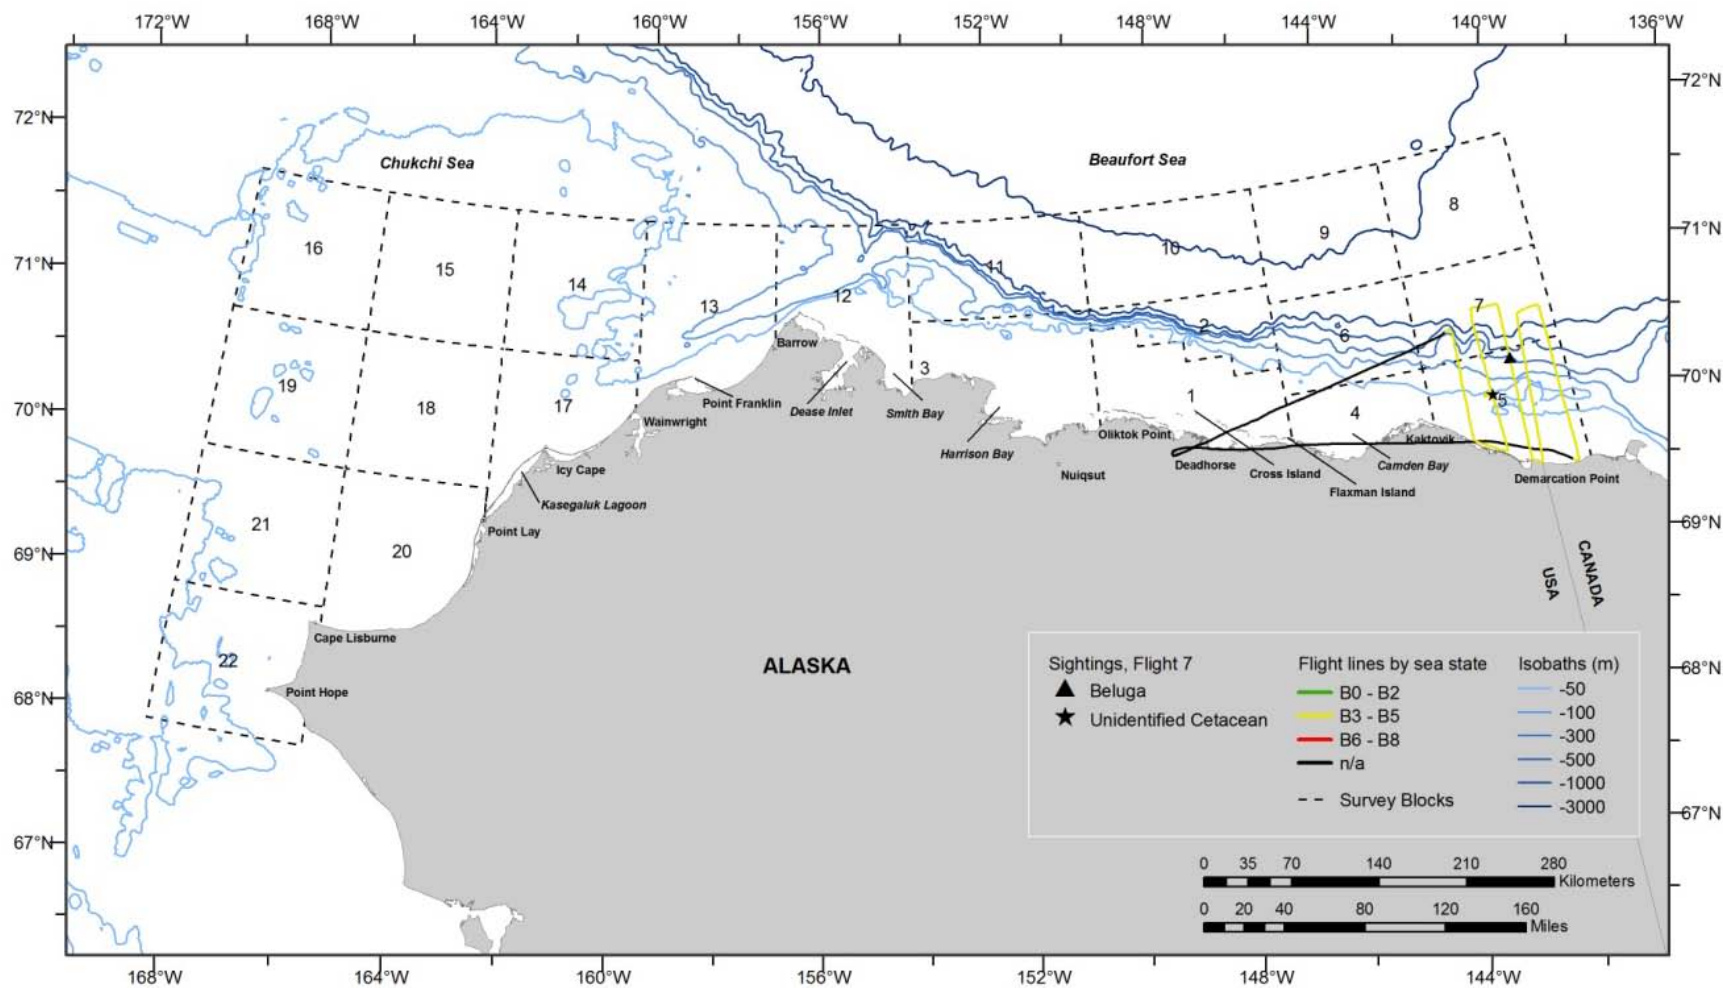 172°W 168°W 164°W 160°W 156°W 152°W 148°W 144°W 140°W 136°W
72°N
72°N
Chukchi Sea
Beaufort Sea
8
9
10
16
15
14
11
71°N
71°N
13
12
7
2
6
Barrow
70°N
70°N
19
18
17
3
1
4
5
Point Franklin
Dease Inlet
Smith Bay
Wainwright
Harrison Bay
Oliktok Point
Kaktovik
Icy Cape
Nuiqsut
Deadhorse
Cross Island
Camden Bay
Flaxman Island
Demarcation Point
Kasegaluk Lagoon
21
20
Point Lay
69°N
69°N
USA
CANADA
Cape Lisburne
22
Point Hope
68°N
68°N
ALASKA
Sightings, Flight 7
Beluga
Unidentified Cetacean
Flight lines by sea state
B0 - B2
B3 - B5
B6 - B8
n/a
Survey Blocks
Isobaths (m)
-50
-100
-300
-500
-1000
-3000
67°N
67°N
0 35 70 140 210 280
Kilometers
0 20 40 80 120 160
Miles
168°W 164°W 160°W 156°W 152°W 148°W 144°W